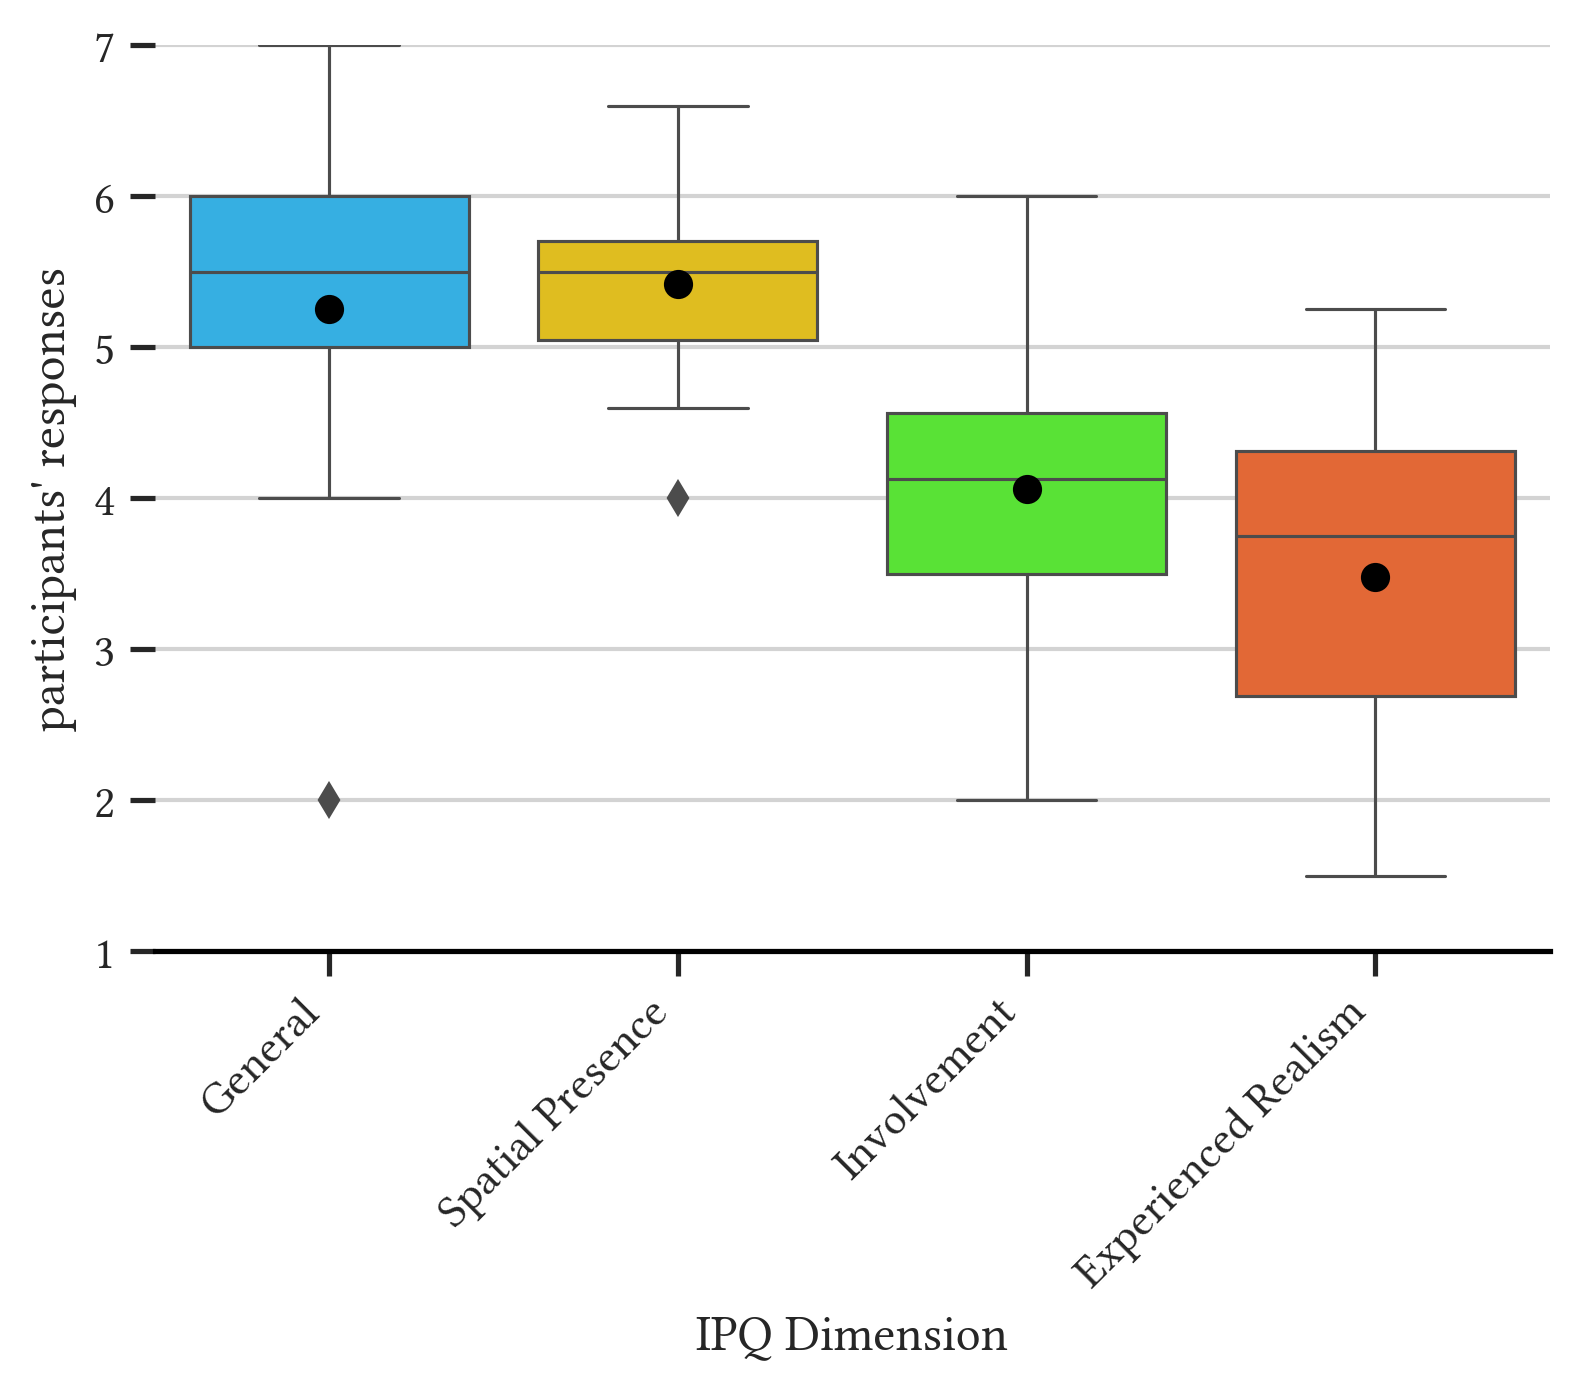 participants' responses
7
6
5
4
3
2
1
General
Spatial Presence
Involvement
Experienced Realism
IPQ Dimension